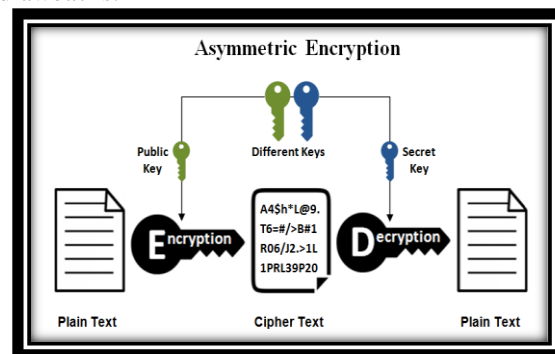 Asymmetric Encryption
Public
Key
Different Keys
Secret
Key
A4$h*L@9.
T6=#/>B#1
R06/J2.>1L
1PRL39P20
Encryption
Decryption
Plain Text
Cipher Text
Plain Text